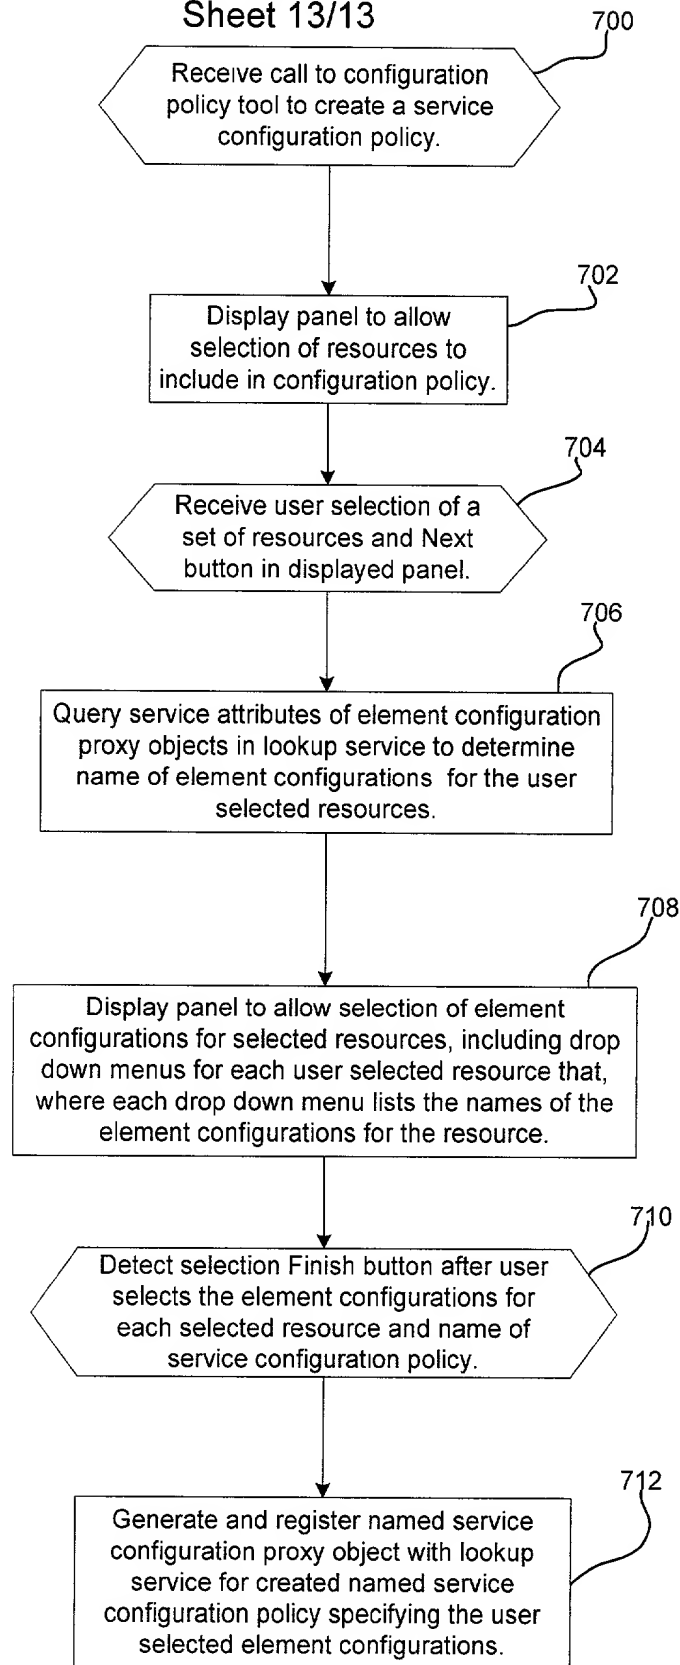 Sheet 13/13
700
Receive call to configuration
policy tool to create a service
configuration policy.
702
Display panel to allow
selection of resources to
include in configuration policy.
704
Receive user selection of a
set of resources and Next
button in displayed panel.
706
Query service attributes of element configuration
proxy objects in lookup service to determine
name of element configurations for the user
selected resources.
708
Display panel to allow selection of element
configurations for selected resources, including drop
down menus for each user selected resource that,
where each drop down menu lists the names of the
element configurations for the resource.
710
Detect selection Finish button after user
selects the element configurations for
each selected resource and name of
service configuration policy.
712
Generate and register named service
configuration proxy object with lookup
service for created named service
configuration policy specifying the user
selected element configurations.